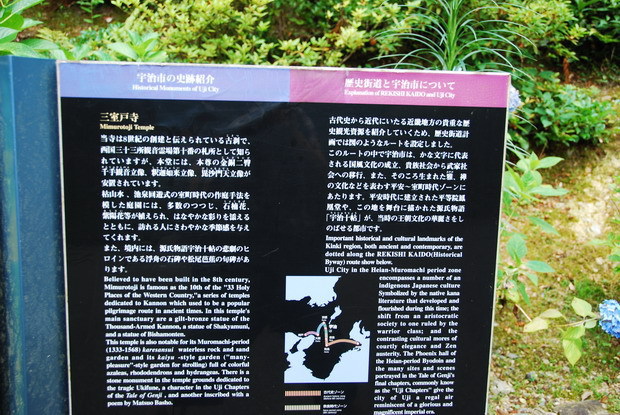 宇治市の史跡紹介
Historical Monuments of Uji City
歴史街道と宇治市について
Explanation of REKISHI KAIDO and Uji City
三室戸寺
Mimurotoji Temple
当寺は8世紀の創建と伝えられている古刹で、
西国三十三所観音霊場第十番の札所として知ら
れていますが、本堂には、本尊の金銅二臂
千手観音立像、釈迦如来立像、毘沙門天立像が
安置されています。
枯山水、池泉回遊式の室町時代の作庭手法を
模した庭園には、多数のつつじ、石楠花、
紫陽花等が植えられ、はなやかな彩りを添える
とともに、訪れる人にさわやかな季節感を与え
てくれます。
また、境内には、源氏物語宇治十帖の悲劇のヒ
ロインである浮舟の石碑や松尾芭蕉の句碑があ
ります。
Believed to have been built in the 8th century,
Mimurotoji is famous as the 10th of the "33 Holy
Places of the Western Country,"a series of temples
dedicated to Kannon which used to be a popular
pilgrimage route in ancient times. In this temple's
main sanctuary are a gilt-bronze statue of the
Thousand-Armed Kannon, a statue of Shakyamuni,
and a statue of Bishamonten.
This temple is also notable for its Muromachi-period
(1333-1568) karesansui waterless rock and sand
garden and its kaiyu -style garden ("many-
pleasure"-style garden for strolling) full of colorful
azaleas, rhododendrons and hydrangeas. There is a
stone monument in the temple grounds dedicated to
the tragic Ukifune, a character in the Uji Chapters
of the Tale of Genji , and another inscribed with a
poem by Matsuo Basho.
古代史から近代にいたる近畿地方の貴重な歴
史観光資源を紹介していくため、歴史街道計
画では図のようなルートを設定しました。
このルートの中で宇治市は、かな文字に代表
される国風文化の成立、貴族社会から武家社
会への移行、また、そのころ生まれた雅、禅
の文化などを表わす平安〜室町時代ゾーンに
あたります。平安時代に建立された平等院鳳
凰堂や、この地を舞台に描かれた源氏物語
「宇治十帖」が、当時の王朝文化の華麗さをし
のばせる都市です。
Important historical and cultural landmarks of the
Kinki region, both ancient and contemporary, are
dotted along the REKISHI KAIDO(Historical
Byway) route show below.
Uji City in the Heian-Muromachi period zone
encompasses a number of an
indigenous Japanese culture
Symbolized by the native kana
literature that developed and
flourished during this time; the
shift from an aristocratic
society to one ruled by the
warrior class; and the
contrasting cultural mores of
courtly elegance and Zen
austerity. The Phoenix hall of
the Heian-period Byodoin and
the many sites and scenes
portrayed in the Tale of Genji's
final chapters, commonly know
as the "Uji Chapters" give the
city of Uji a regal air
reminiscent of a glorious and
magnificent imperial era.
古代史ゾーン
奈良時代ゾーン